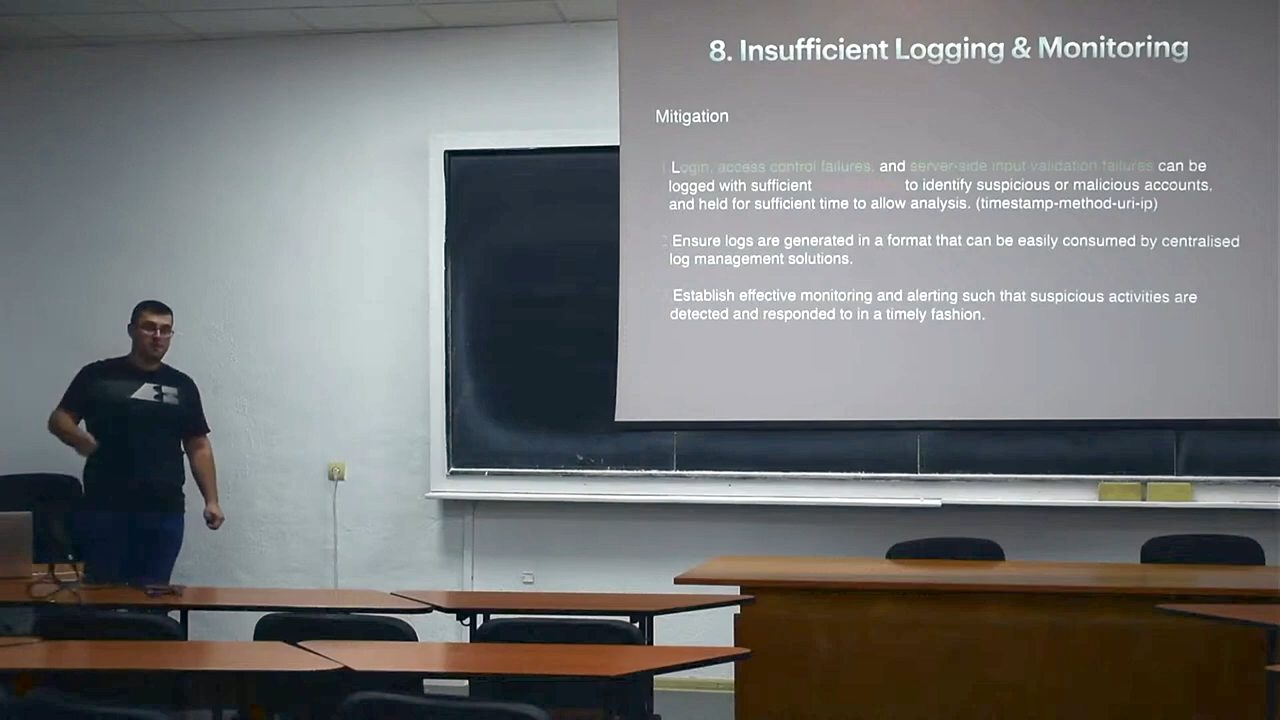 8. Insufficient Logging & Monitoring
Mitigation
Login, access control failures, and server-side input validation failures can be
logged with sufficient to identify suspicious or malicious accounts,
and held for sufficient time to allow analysis. (timestamp-method-uri-ip)
Ensure logs are generated in a format that can be easily consumed by centralised
log management solutions.
Establish effective monitoring and alerting such that suspicious activities are
detected and responded to in a timely fashion.